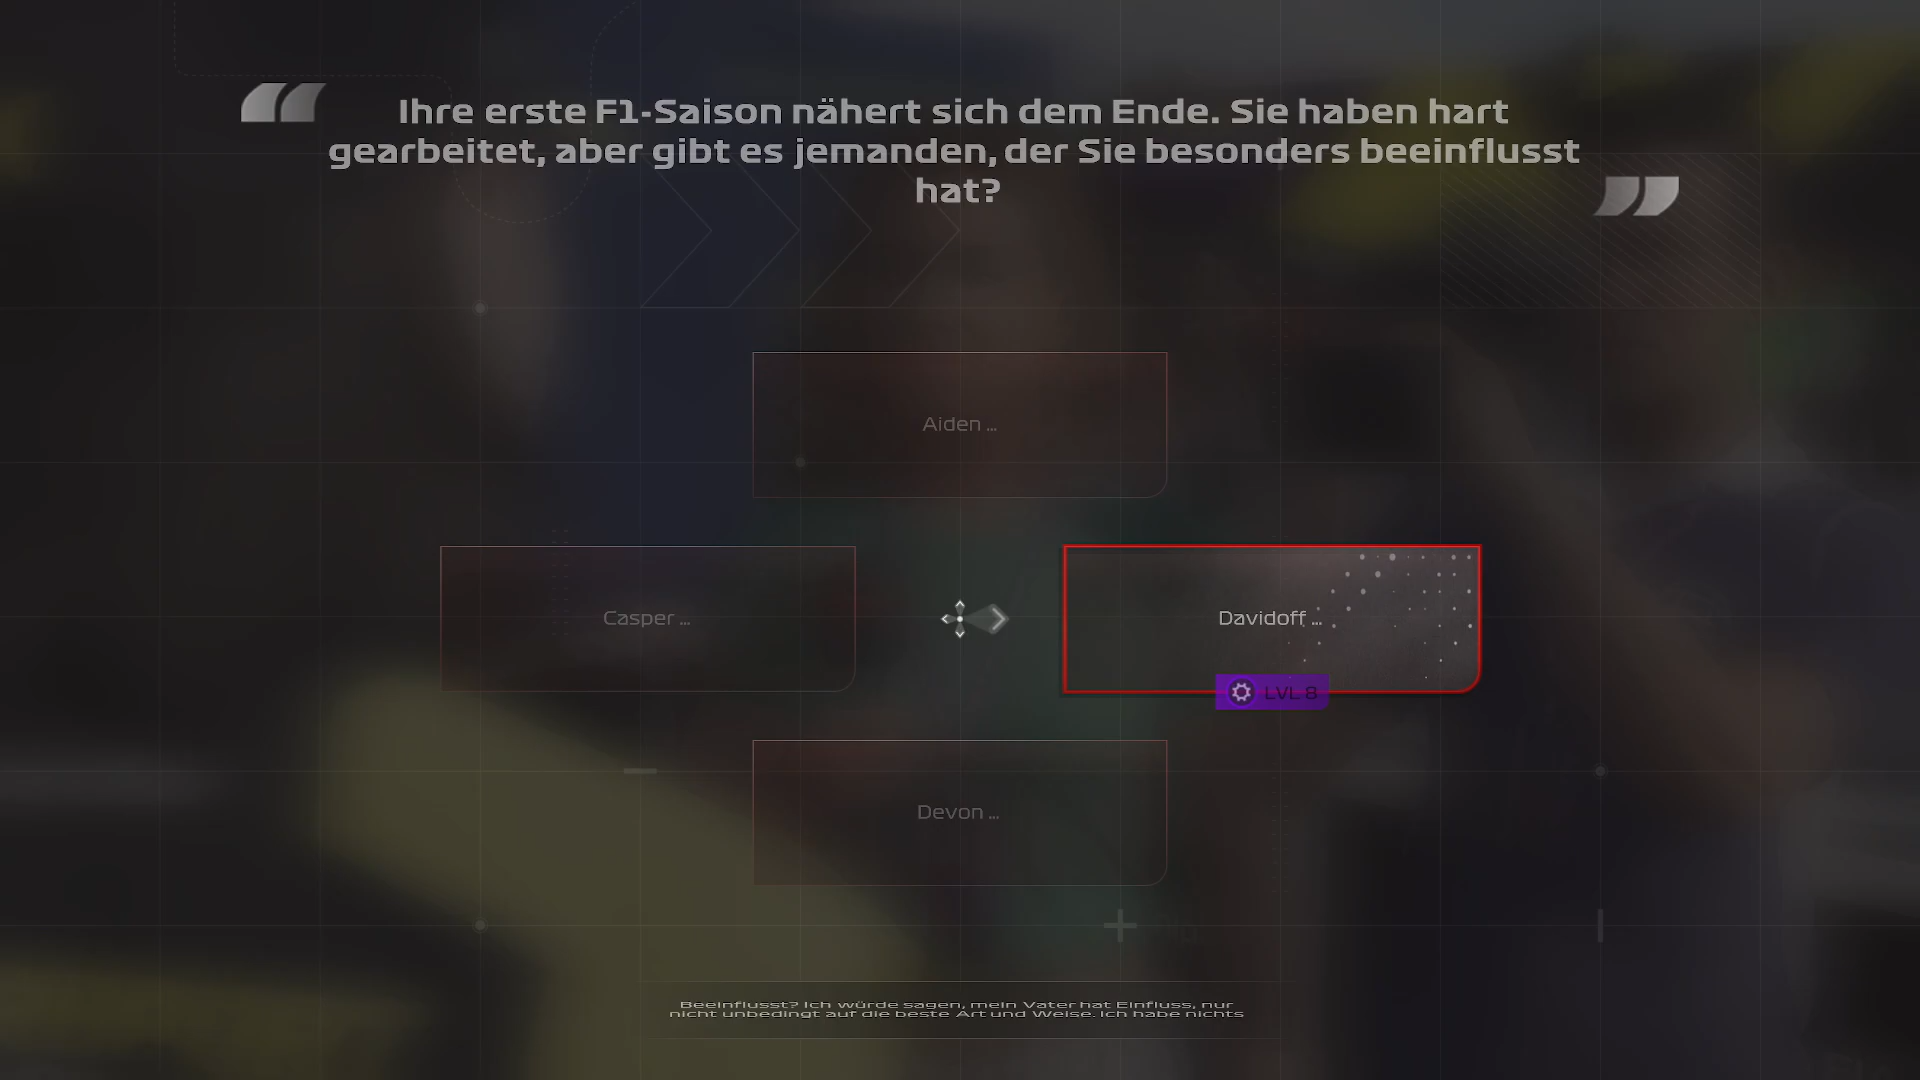 Ihre erste F1-Saison nähert sich dem Ende. Sie haben hart
gearbeitet, aber gibt es jemanden, der Sie besonders beeinflusst
hat?
Aiden ...
Casper ...
Davidoff ...
LVL 8
Devon ...
Beeinflusst? Ich würde sagen, mein Vater hat Einfluss, nur
nicht unbedingt auf die beste Art und Weise. Ich habe nichts